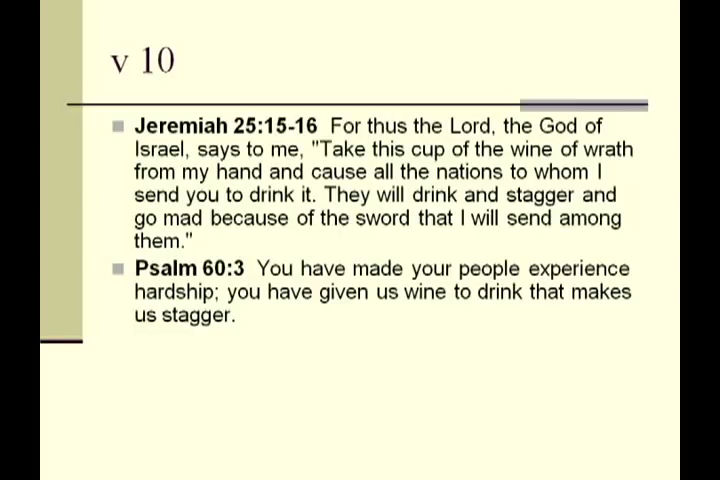 v 10
Jeremiah 25:15-16  For thus the Lord, the God of
Israel, says to me, "Take this cup of the wine of wrath
from my hand and cause all the nations to whom I
send you to drink it. They will drink and stagger and
go mad because of the sword that I will send among
them."
Psalm 60:3  You have made your people experience
hardship; you have given us wine to drink that makes
us stagger.